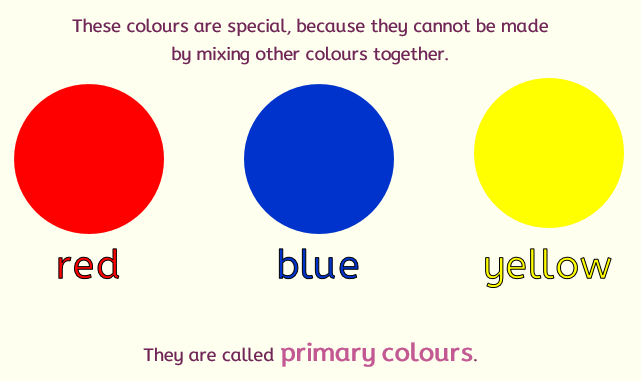 These colours are special, because they cannot be made
by mixing other colours together.
red
blue
yellow
They are called primary colours.